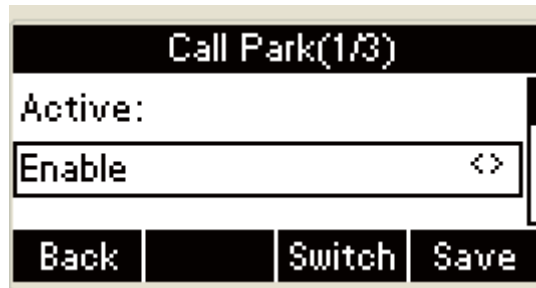 Call Park(1/3)
Active:
Enable <>
Back Switch Save